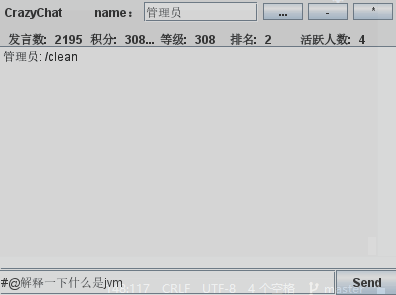 CrazyChat name： 管理员 ... - *
发言数: 2195 积分: 308... 等级: 308 排名: 2 活跃人数: 4
管理员: /clean
#@解释一下什么是jvm Send
:117 CRLF UTF-8 4 个空格 master